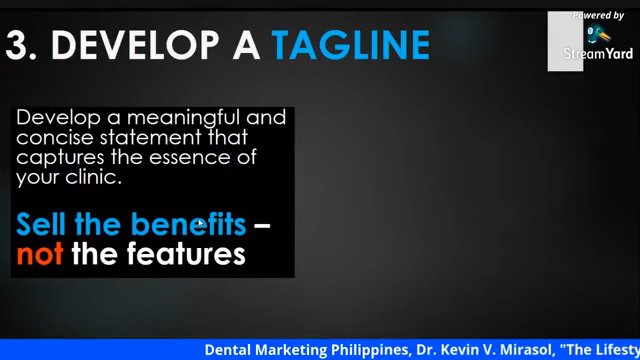 Powered by
StreamYard
3. DEVELOP A TAGLINE
Develop a meaningful and
concise statement that
captures the essence of
your clinic.
Sell the benefits –
not the features
Dental Marketing Philippines, Dr. Kevin V. Mirasol, "The Lifesty